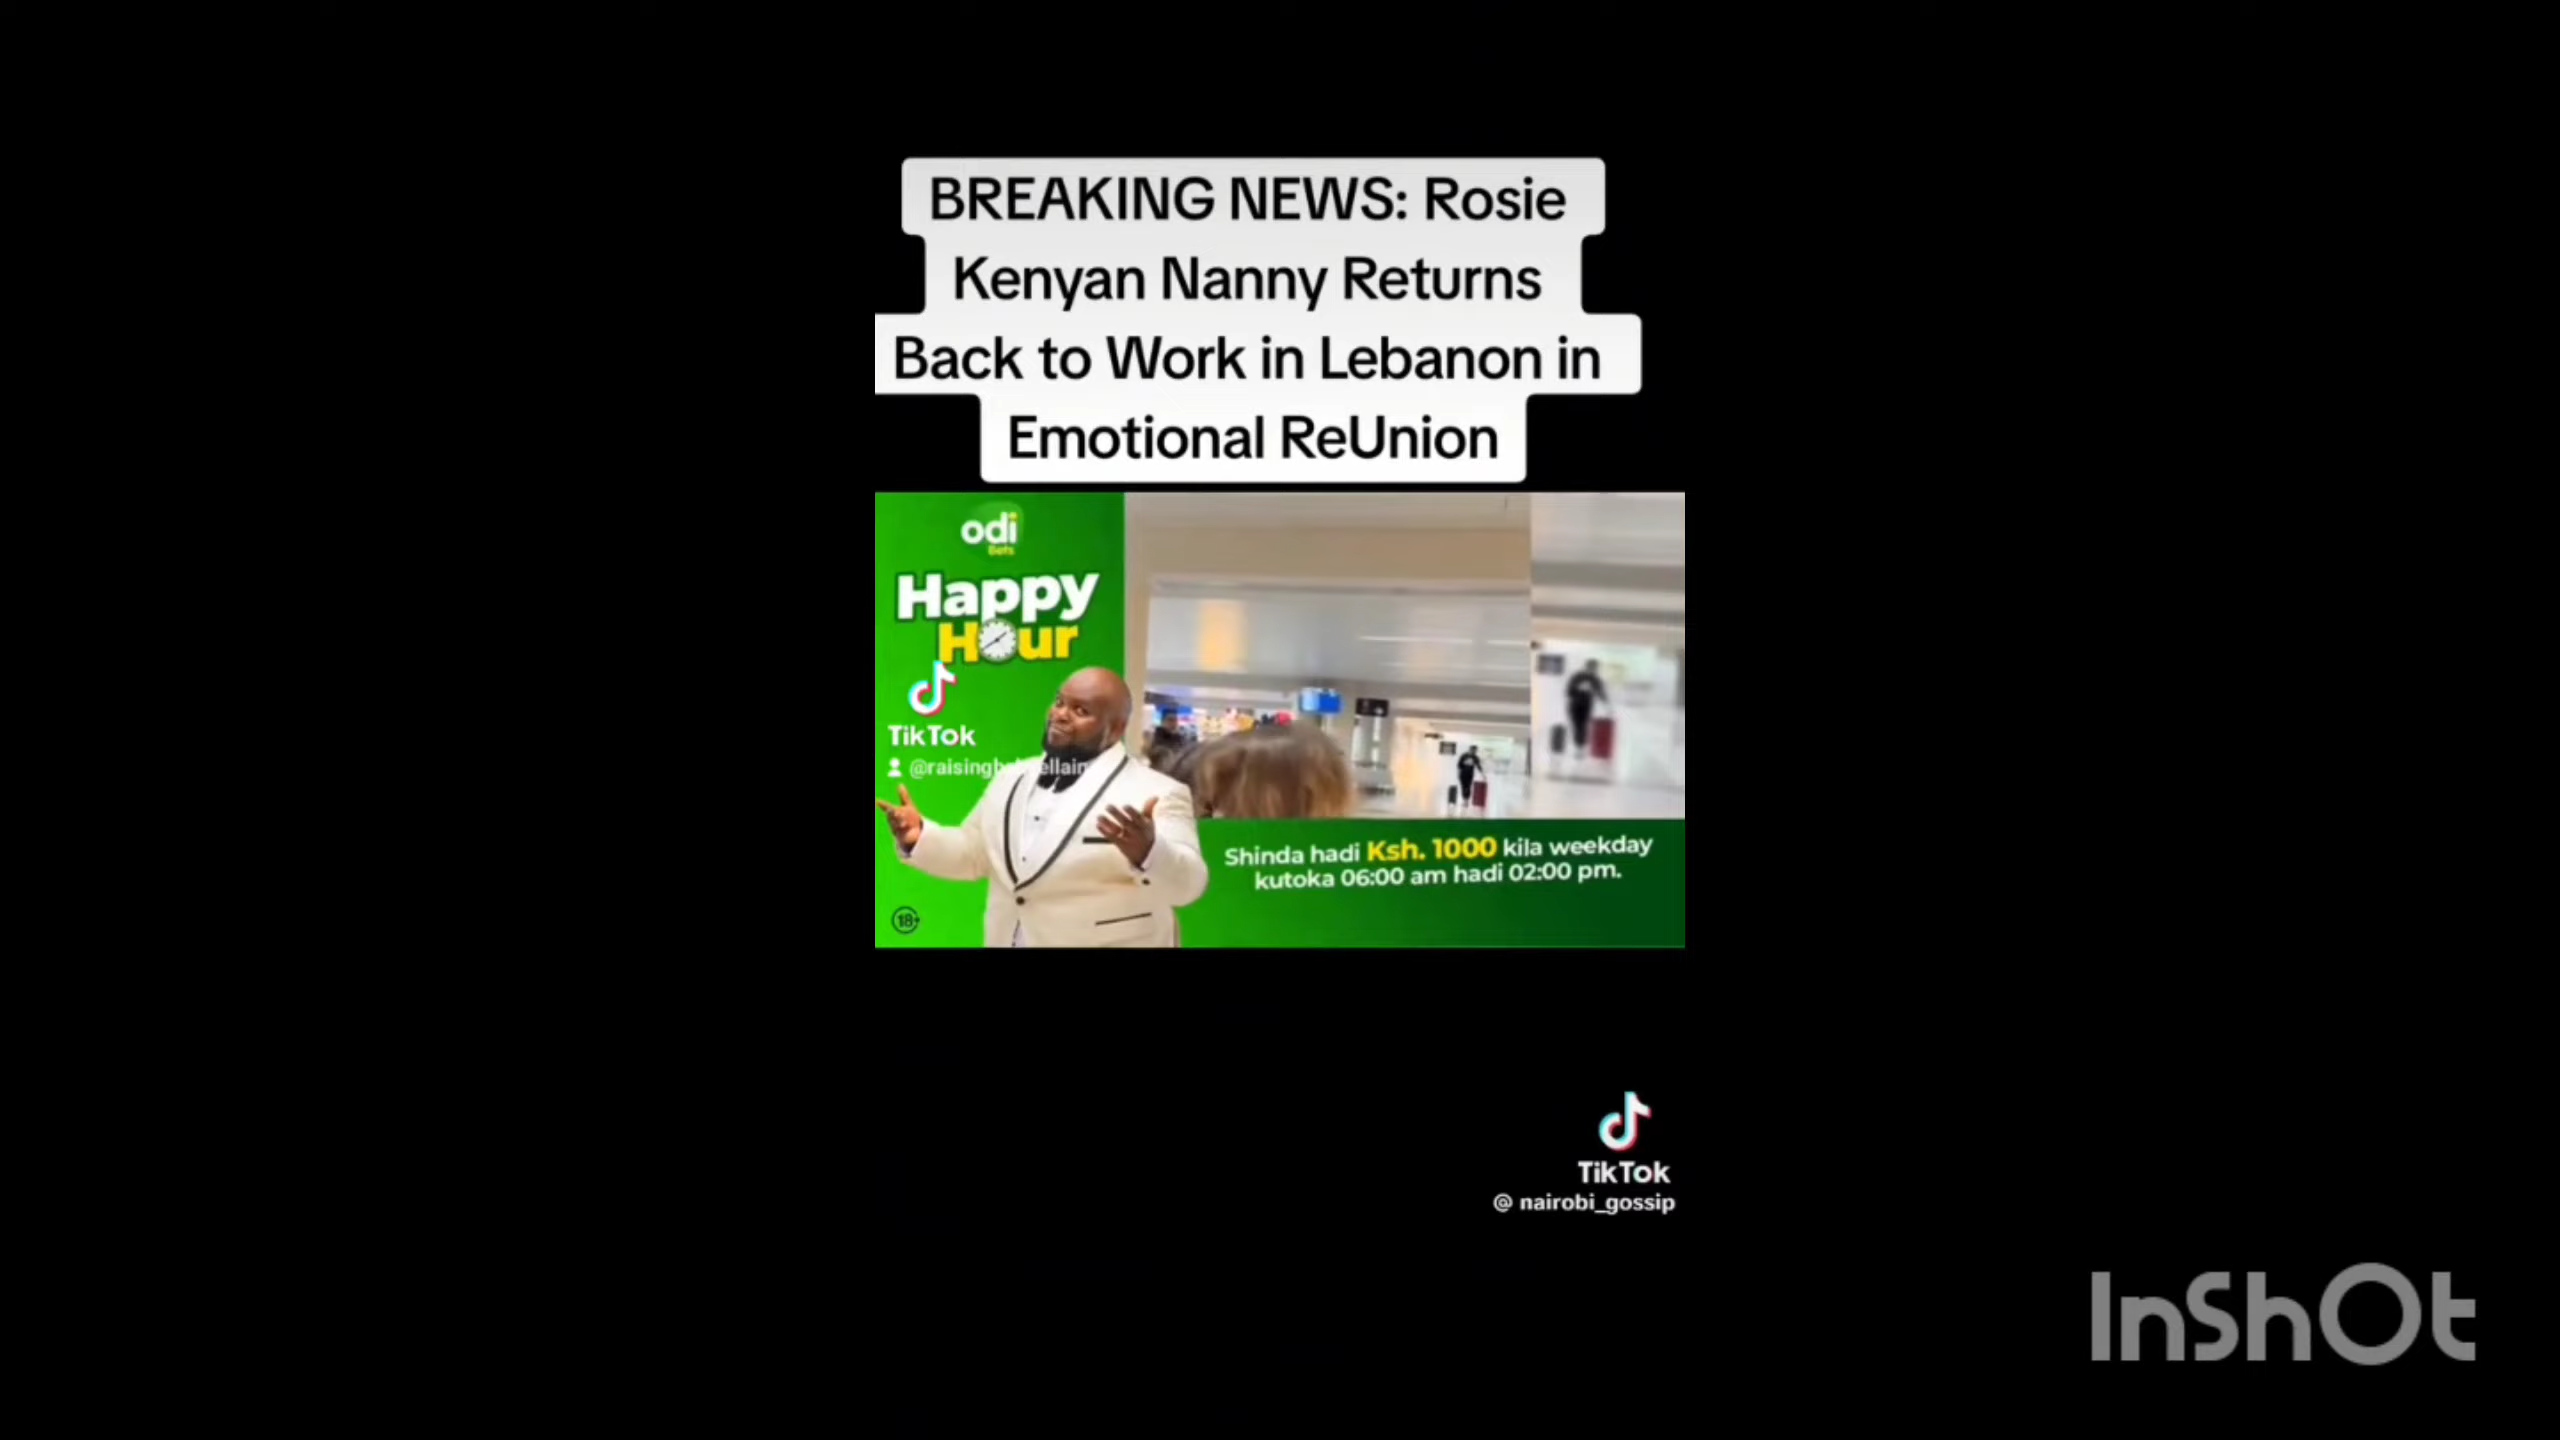 BREAKING NEWS: Rosie
Kenyan Nanny Returns
Back to Work in Lebanon in
Emotional ReUnion
odi
Bets
Happy
Hour
TikTok
Shinda hadi Ksh. 1000 kila weekday
kutoka 06:00 am hadi 02:00 pm.
18+
TikTok
@ nairobi_gossip
InShOt